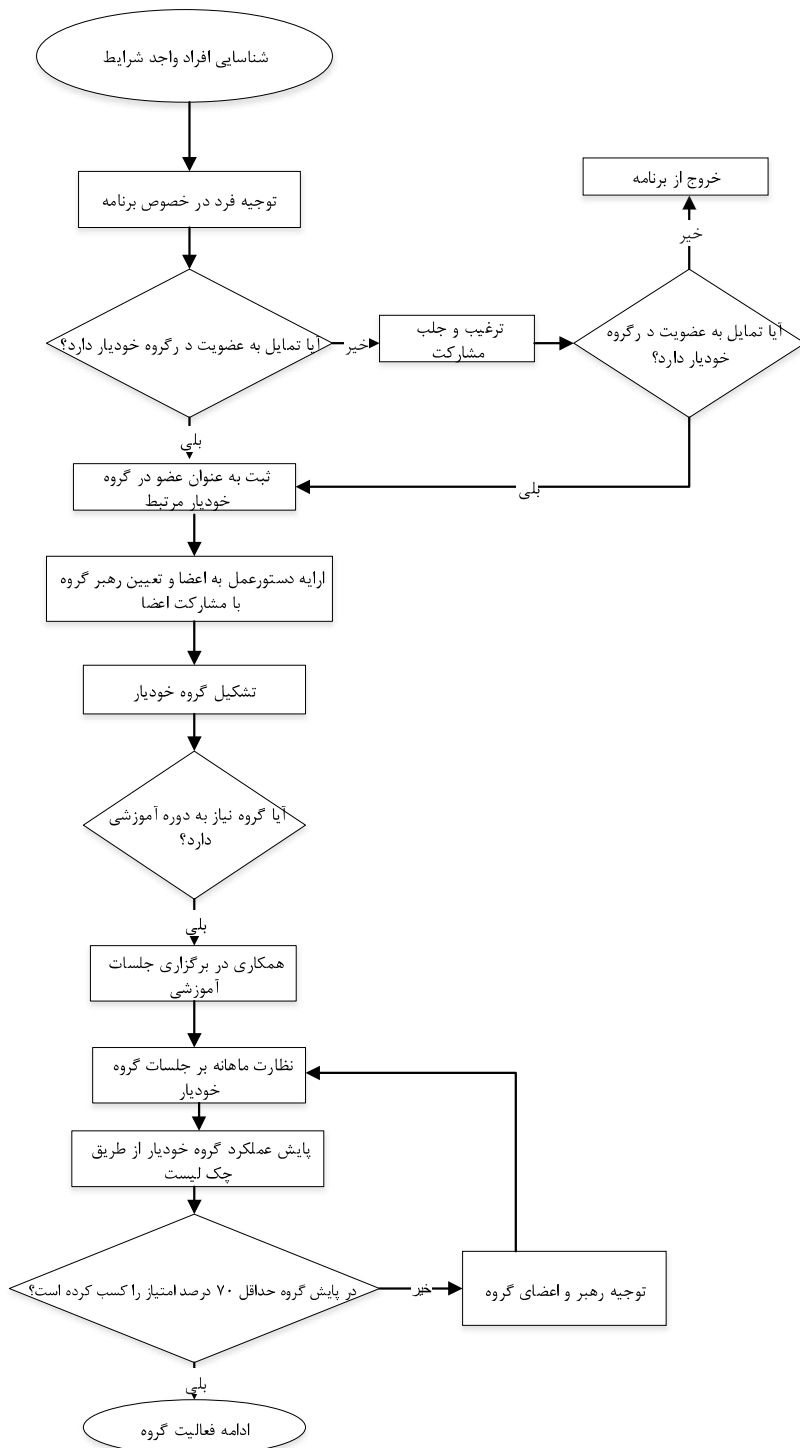 شناسایی افراد واجد شرایط
توجیه فرد در خصوص برنامه
خروج از برنامه
خیر
آیا تمایل به عضویت د رگروه خودیار دارد؟
خیر
ترغیب و جلب
مشارکت
آیا تمایل به عضویت د رگروه
خودیار دارد؟
بلی
بلی
ثبت به عنوان عضو در گروه
خودیار مرتبط
ارایه دستورعمل به اعضا و تعیین رهبر گروه
با مشارکت اعضا
تشکیل گروه خودیار
آیا گروه نیاز به دوره آموزشی
دارد؟
بلی
همکاری در برگزاری جلسات
آموزشی
نظارت ماهانه بر جلسات گروه
خودیار
پایش عملکرد گروه خودیار از طریق
چک لیست
در پایش گروه حداقل ۷۰ درصد امتیاز را کسب کرده است؟
خیر
توجیه رهبر و اعضای گروه
بلی
ادامه فعالیت گروه